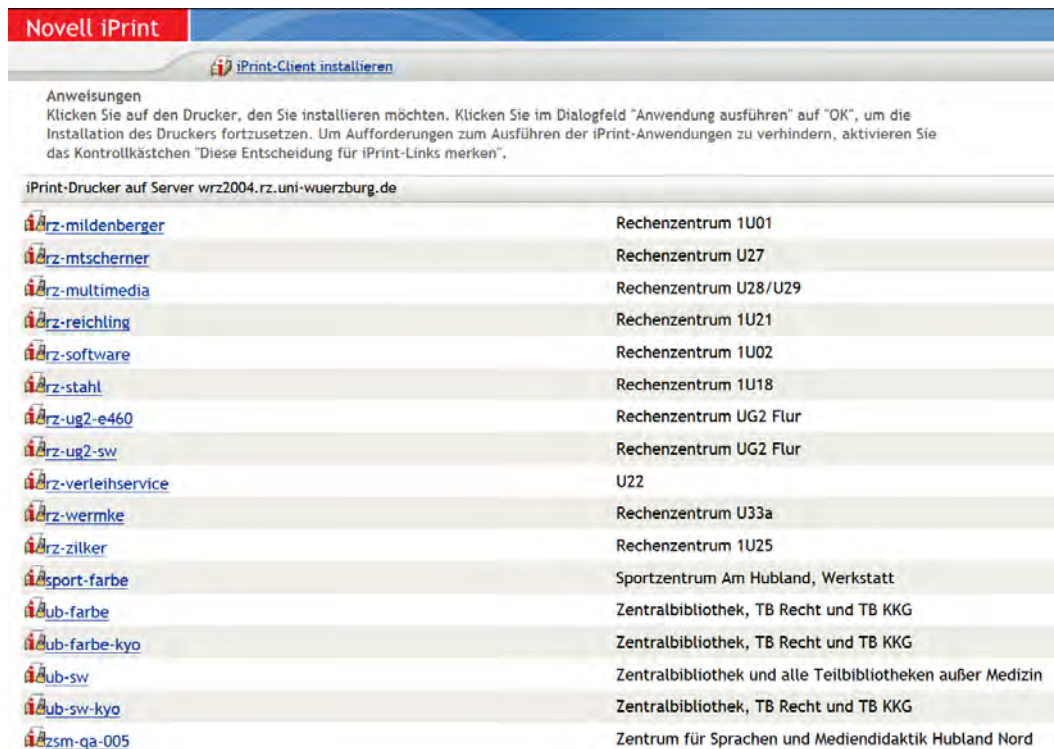 Novell iPrint
iPrint-Client installieren
Anweisungen
Klicken Sie auf den Drucker, den Sie installieren möchten. Klicken Sie im Dialogfeld "Anwendung ausführen" auf "OK", um die
Installation des Druckers fortzusetzen. Um Aufforderungen zum Ausführen der iPrint-Anwendungen zu verhindern, aktivieren Sie
das Kontrollkästchen "Diese Entscheidung für iPrint-Links merken".
iPrint-Drucker auf Server wrz2004.rz.uni-wuerzburg.de
rz-mildenberger Rechenzentrum 1U01
rz-mtscherner Rechenzentrum U27
rz-multimedia Rechenzentrum U28/U29
rz-reichling Rechenzentrum 1U21
rz-software Rechenzentrum 1U02
rz-stahl Rechenzentrum 1U18
rz-ug2-e460 Rechenzentrum UG2 Flur
rz-ug2-sw Rechenzentrum UG2 Flur
rz-verleihservice U22
rz-wermke Rechenzentrum U33a
rz-zilker Rechenzentrum 1U25
sport-farbe Sportzentrum Am Hubland, Werkstatt
ub-farbe Zentralbibliothek, TB Recht und TB KKG
ub-farbe-kyo Zentralbibliothek, TB Recht und TB KKG
ub-sw Zentralbibliothek und alle Teilbibliotheken außer Medizin
ub-sw-kyo Zentralbibliothek, TB Recht und TB KKG
zsm-qa-005 Zentrum für Sprachen und Mediendidaktik Hubland Nord